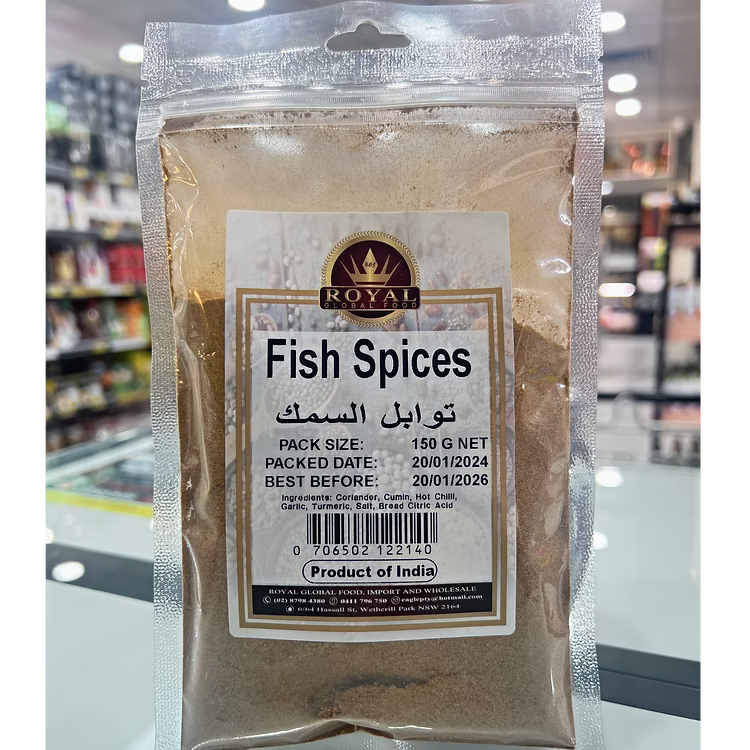 ROYAL
GLOBAL FOOD
Fish Spices
توابل السمك
PACK SIZE: 150 G NET
PACKED DATE: 20/01/2024
BEST BEFORE: 20/01/2026
Ingredients: Coriander, Cumin, Hot Chilli,
Garlic, Turmeric, Salt, Bread Citric Acid
0 706502 122140
Product of India
ROYAL GLOBAL FOOD, IMPORT AND WHOLESALE
(02) 8798 4380 0411 796 750 eaglepty@hotmail.com
6/64 Hassall St, Wetherill Park NSW 2164